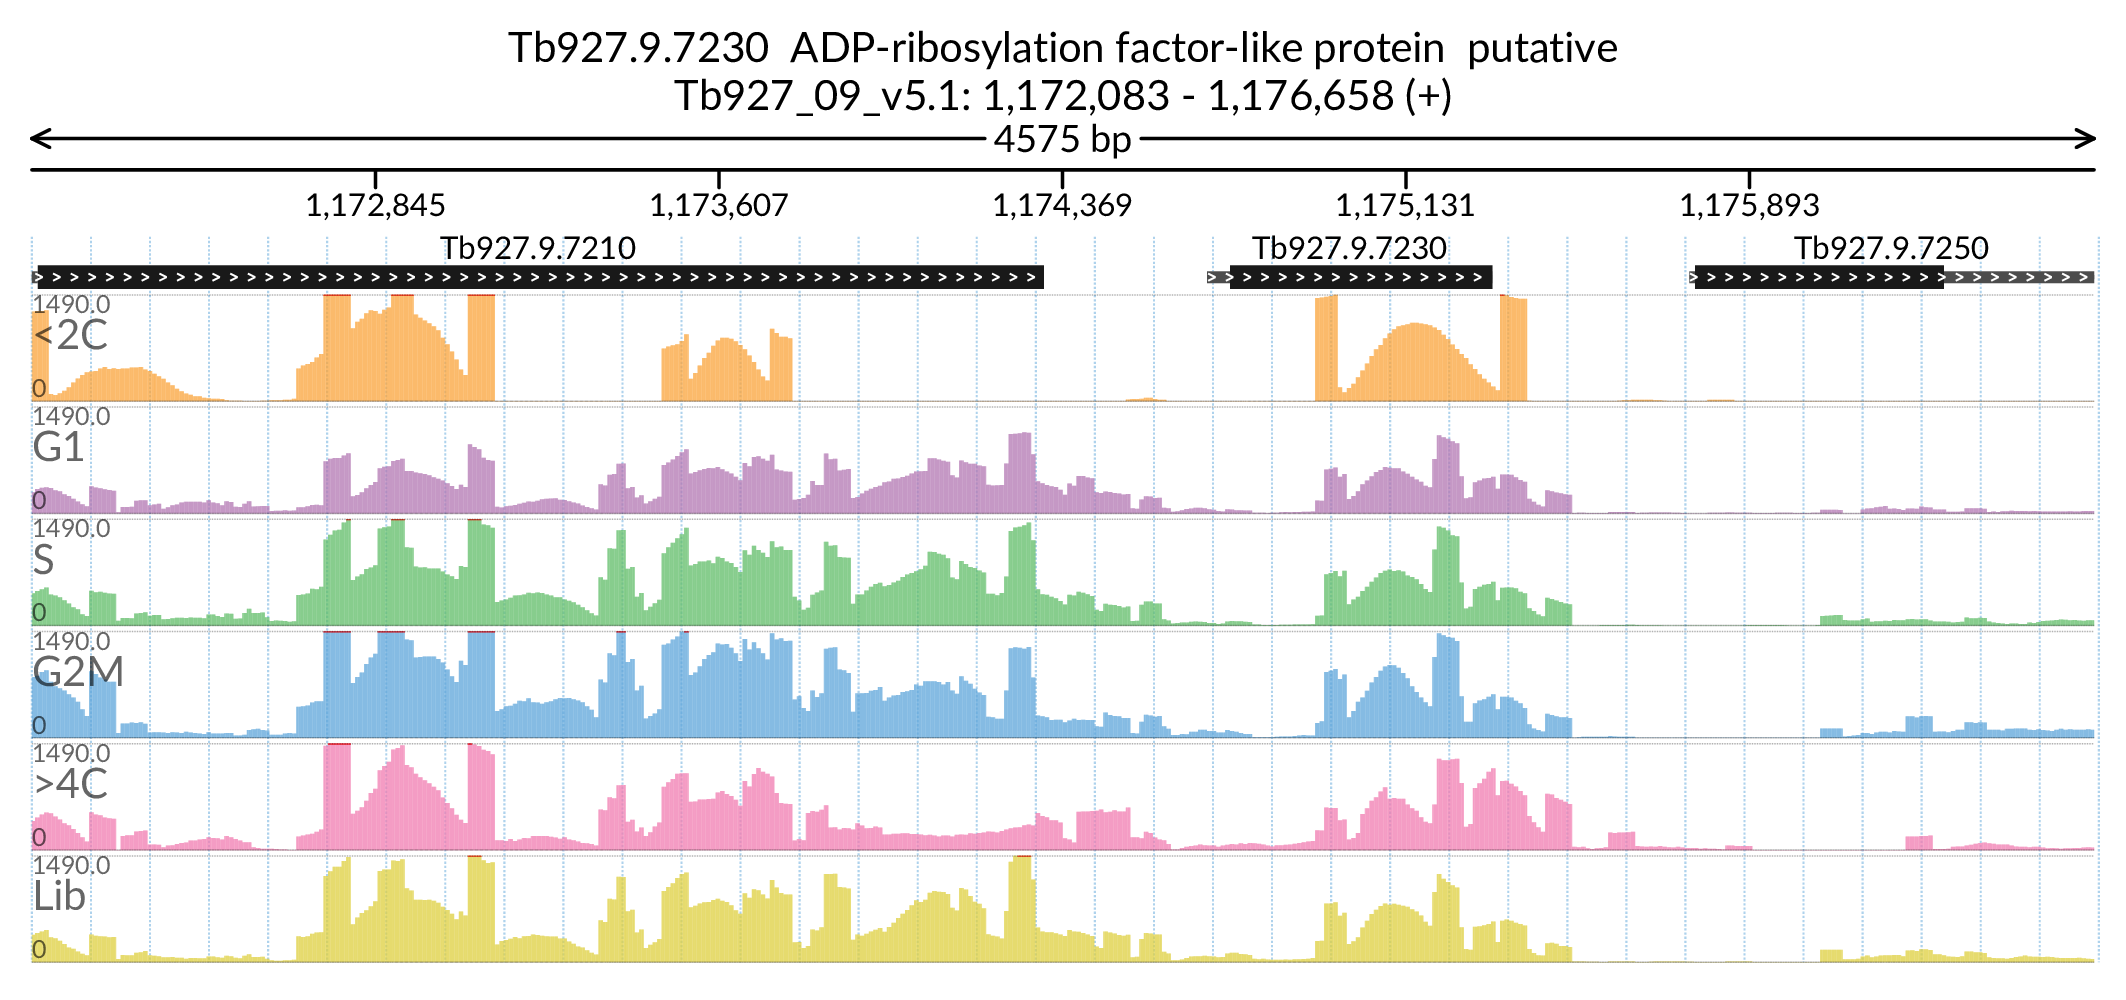 Tb927.9.7230  ADP-ribosylation factor-like protein  putative
Tb927_09_v5.1: 1,172,083 - 1,176,658 (+)
4575 bp
1,172,845 1,173,607 1,174,369 1,175,131 1,175,893
Tb927.9.7210 Tb927.9.7230 Tb927.9.7250
1490.0
<2C
0
1490.0
G1
0
1490.0
S
0
1490.0
G2M
0
1490.0
>4C
0
1490.0
Lib
0